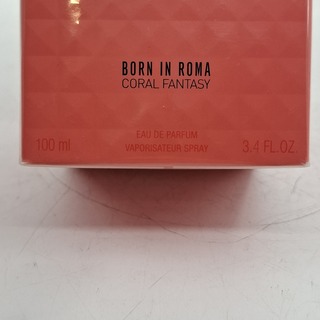 BORN IN ROMA
CORAL FANTASY
EAU DE PARFUM
100 ml VAPORISATEUR SPRAY 3.4 FL.OZ.